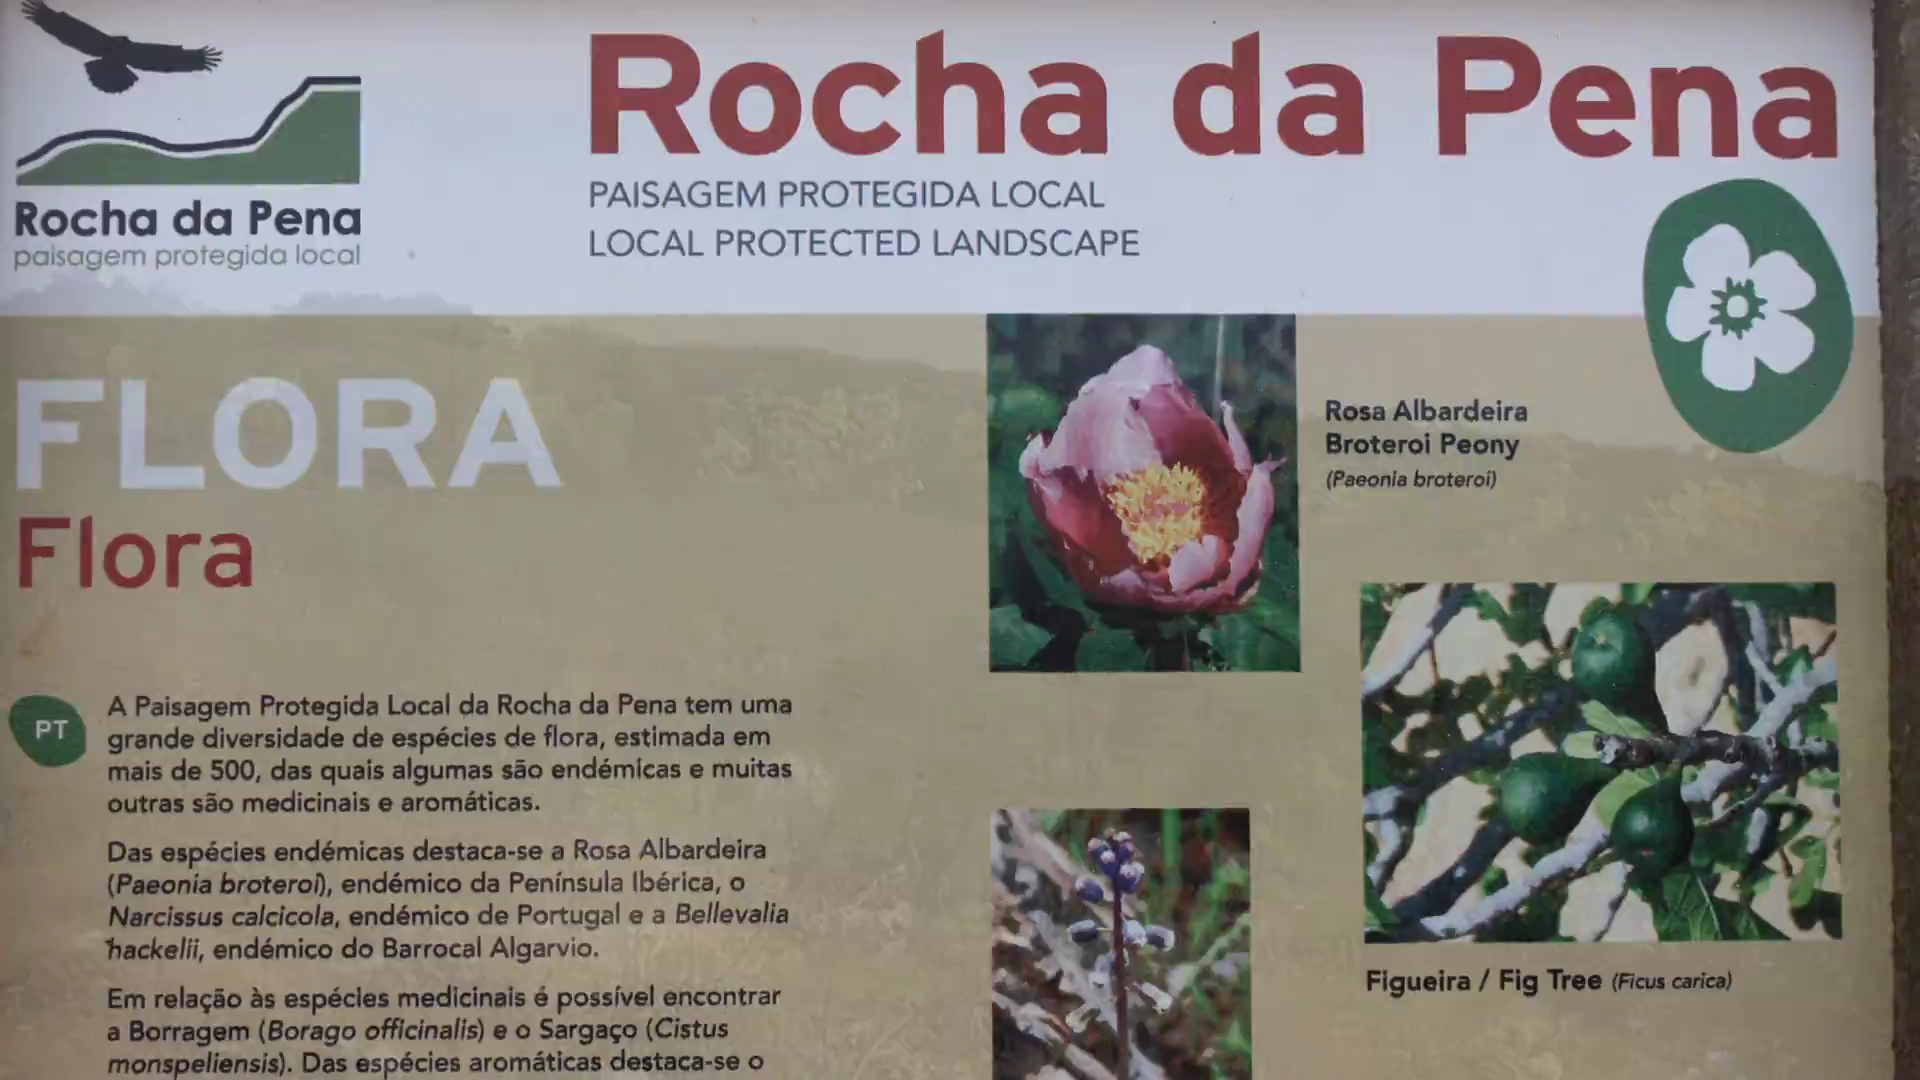 Rocha da Pena
paisagem protegida local
Rocha da Pena
PAISAGEM PROTEGIDA LOCAL
LOCAL PROTECTED LANDSCAPE
FLORA
Flora
PT
A Paisagem Protegida Local da Rocha da Pena tem uma
grande diversidade de espécies de flora, estimada em
mais de 500, das quais algumas são endémicas e muitas
outras são medicinais e aromáticas.
Das espécies endémicas destaca-se a Rosa Albardeira
(Paeonia broteroi), endémico da Península Ibérica, o
Narcissus calcicola, endémico de Portugal e a Bellevalia
hackelii, endémico do Barrocal Algarvio.
Em relação às espécies medicinais é possível encontrar
a Borragem (Borago officinalis) e o Sargaço (Cistus
monspeliensis). Das espécies aromáticas destaca-se o
Rosa Albardeira
Broteroi Peony
(Paeonia broteroi)
Figueira / Fig Tree (Ficus carica)